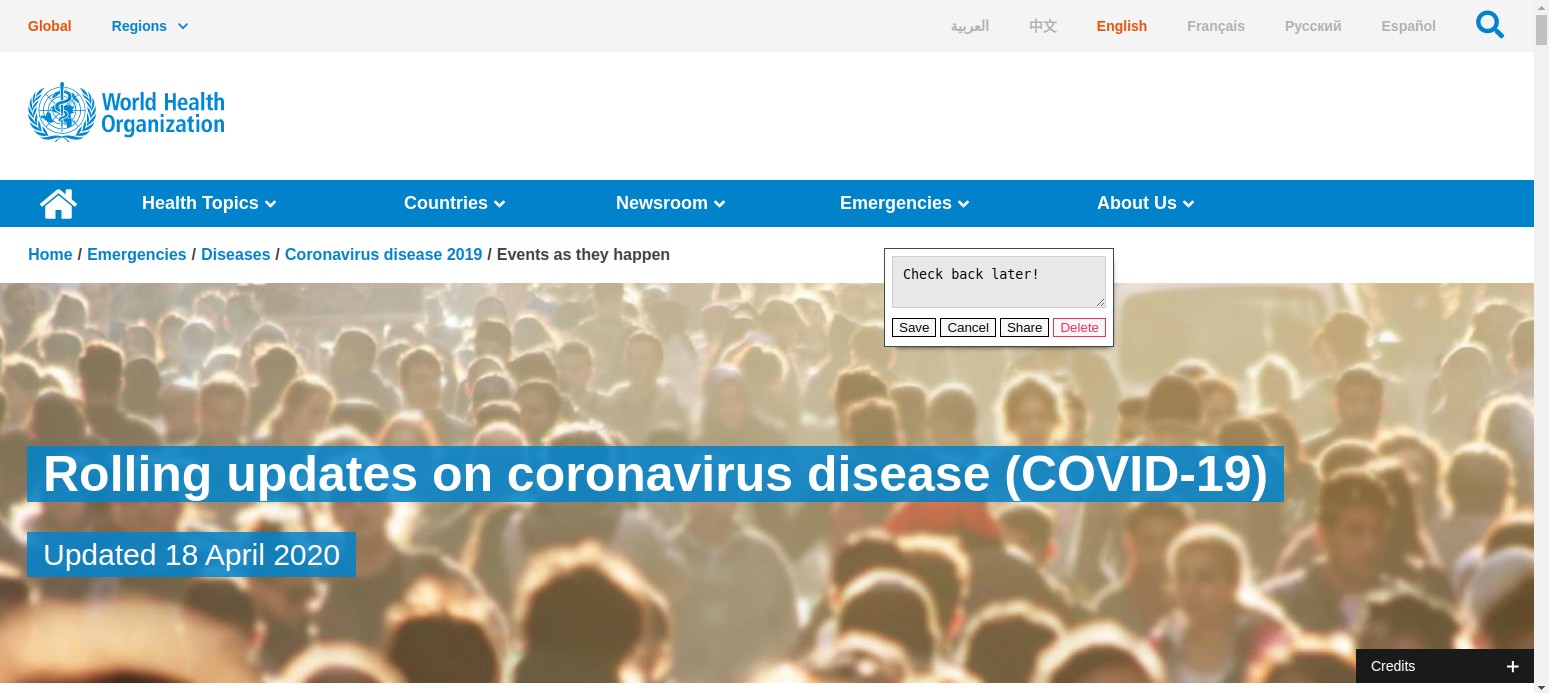 Global Regions العربية 中文 English Français Русский Español
World Health
Organization
Health Topics Countries Newsroom Emergencies About Us
Home / Emergencies / Diseases / Coronavirus disease 2019 / Events as they happen
Check back later!
Save Cancel Share Delete
Rolling updates on coronavirus disease (COVID-19)
Updated 18 April 2020
Credits +